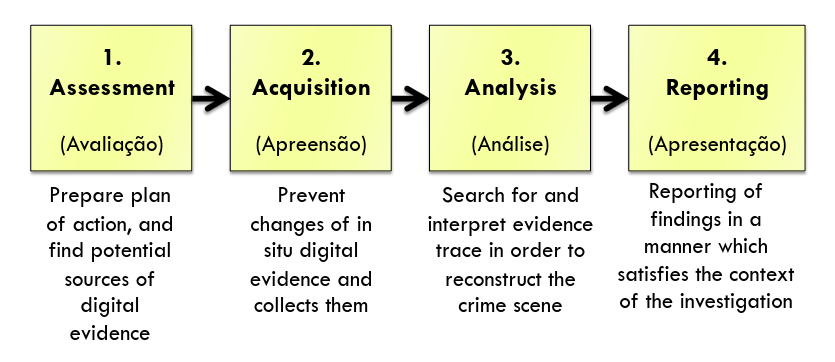 1.
Assessment
(Avaliação)
Prepare plan
of action, and
find potential
sources of
digital
evidence
2.
Acquisition
(Apreensão)
Prevent
changes of in
situ digital
evidence and
collects them
3.
Analysis
(Análise)
Search for and
interpret evidence
trace in order to
reconstruct the
crime scene
4.
Reporting
(Apresentação)
Reporting of
findings in a
manner which
satisfies the context
of the investigation